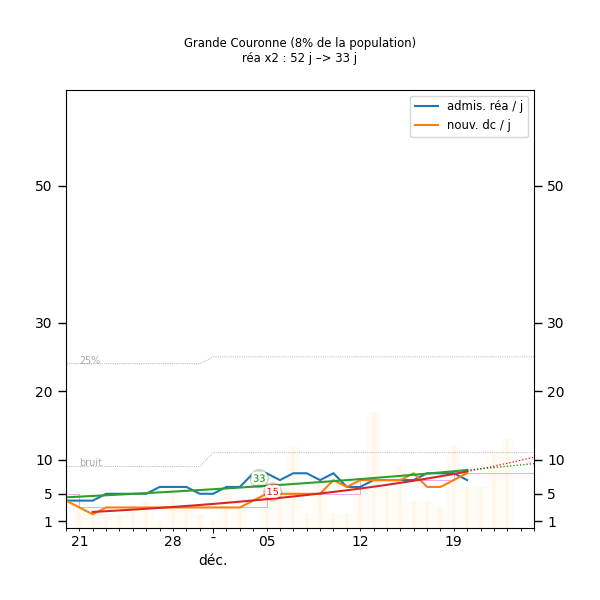 Grande Couronne (8% de la population)
réa x2 : 52 j –> 33 j
admis. réa / j
nouv. dc / j
50 50
30 30
25%
20 20
bruit
10 10
33
15
5 5
1 1
21 28 - 05 12 19
déc.